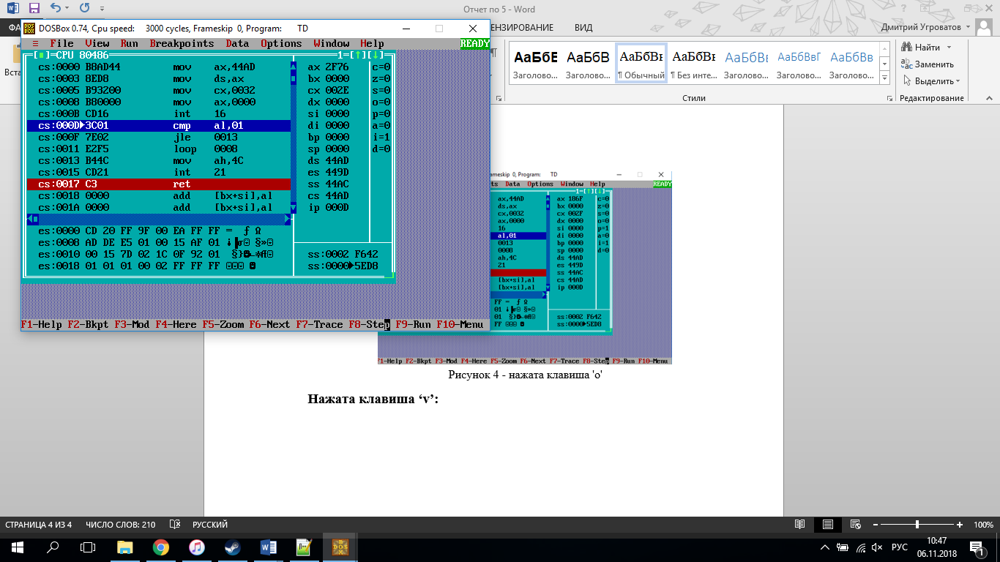 Отчет по 5 - Word
ФА
ЕНЗИРОВАНИЕ ВИД Дмитрий Угроватов
DOSBox 0.74, Cpu speed: 3000 cycles, Frameskip 0, Program: TD
≡ File View Run Breakpoints Data Options Window Help READY
[■]=CPU 80486 1=[↑][↓]
cs:0000 B8AD44 mov ax,44AD ax 2F76 c=0
cs:0003 8ED8 mov ds,ax bx 0000 z=0
cs:0005 B93200 mov cx,0032 cx 002E s=0
cs:0008 B80000 mov ax,0000 dx 0000 o=0
cs:000B CD16 int 16 si 0000 p=0
cs:000D►3C01 cmp al,01 di 0000 a=0
cs:000F 7E02 jle 0013 bp 0000 i=1
cs:0011 E2F5 loop 0008 sp 0000 d=0
cs:0013 B44C mov ah,4C ds 44AD
cs:0015 CD21 int 21 es 449D
cs:0017 C3 ret ss 44AC
cs:0018 0000 add [bx+si],al cs 44AD
cs:001A 0000 add [bx+si],al ip 000D
es:0000 CD 20 FF 9F 00 EA FF FF = ƒ Ω
es:0008 AD DE E5 01 00 15 AF 01
es:0010 00 15 7D 02 1C 0F 92 01
es:0018 01 01 01 00 02 FF FF FF
ss:0002 F642
ss:0000►5ED8
F1-Help F2-Bkpt F3-Mod F4-Here F5-Zoom F6-Next F7-Trace F8-Step F9-Run F10-Menu
Вста
АаБбВ АаБбВ АаБбВв АаБбВв АаБбВв АаБбВвГ АаБбВв
Заголово... Заголово... ¶ Обычный ¶ Без инте... Заголово... Заголово... Заголово...
Стили
Найти
Заменить
Выделить
Редактирование
ameskip 0, Program: TD
ts Data Options Window Help READY
1=[↑][↓]
ax,44AD ax 186F c=0
ds,ax bx 0000 z=0
cx,0032 cx 002F s=0
ax,0000 dx 0000 o=0
16 si 0000 p=1
al,01 di 0000 a=0
0013 bp 0000 i=1
0008 sp 0000 d=0
ah,4C ds 44AD
21 es 449D
ss 44AC
[bx+si],al cs 44AD
[bx+si],al ip 000D
FF = ƒ Ω
01
01
FF
ss:0002 F642
ss:0000►5ED8
F1-Help F2-Bkpt F3-Mod F4-Here F5-Zoom F6-Next F7-Trace F8-Step F9-Run F10-Menu
Рисунок 4 - нажата клавиша 'o'
Нажата клавиша ‘v’:
СТРАНИЦА 4 ИЗ 4 ЧИСЛО СЛОВ: 210 РУССКИЙ 100%
РУС
10:47
06.11.2018
1